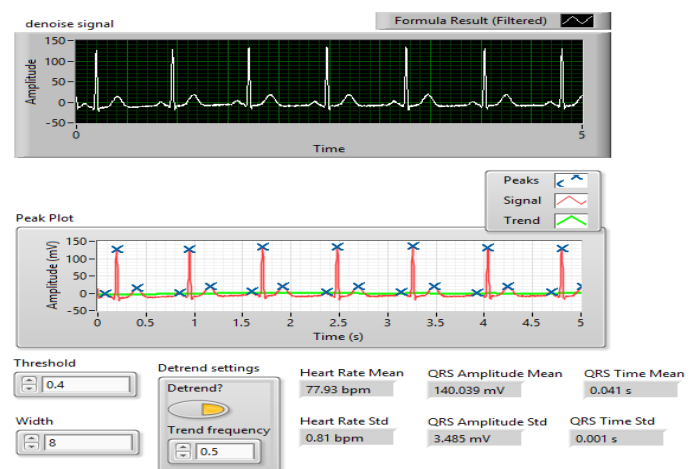 denoise signal
Formula Result (Filtered)
Amplitude
150
100
50
0
-50
0
5
Time
Peaks
Signal
Trend
Peak Plot
Amplitude (mV)
150
100
50
0
-50
0
0.5
1
1.5
2
2.5
3
3.5
4
4.5
5
Time (s)
Threshold
0.4
Width
8
Detrend settings
Detrend?
Trend frequency
0.5
Heart Rate Mean
77.93 bpm
QRS Amplitude Mean
140.039 mV
QRS Time Mean
0.041 s
Heart Rate Std
0.81 bpm
QRS Amplitude Std
3.485 mV
QRS Time Std
0.001 s